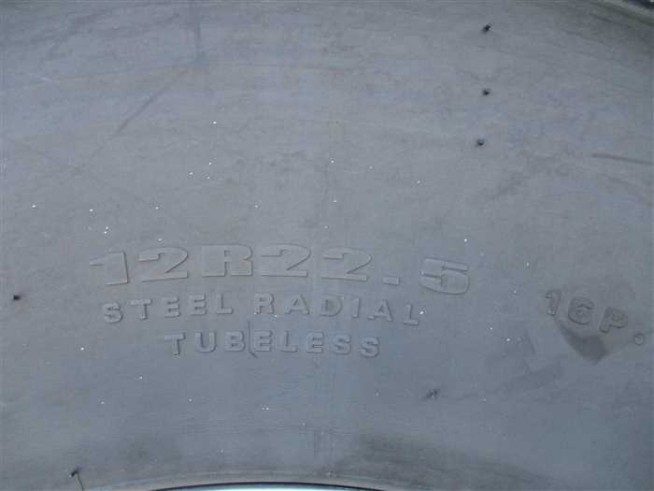 12R22.5
STEEL RADIAL
TUBELESS
16P.